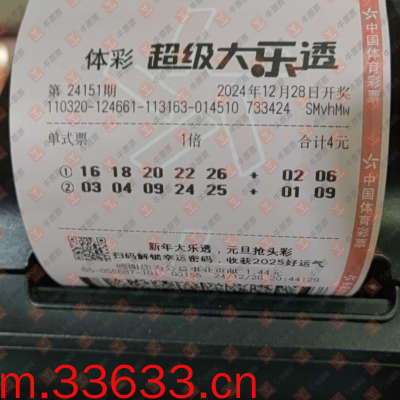 体彩 超级大乐透
第 24151期 2024年12月28日开奖
110320-124661-113163-014510 733424 SMvhMw
单式票 1倍 合计4元
① 16 18 20 22 26 + 02 06
② 03 04 09 24 25 + 01 09
新年大乐透,元旦抢头彩
扫码解锁幸运密码,收获2025好运气
中国体育彩票
中国体育彩票
m.33633.cn